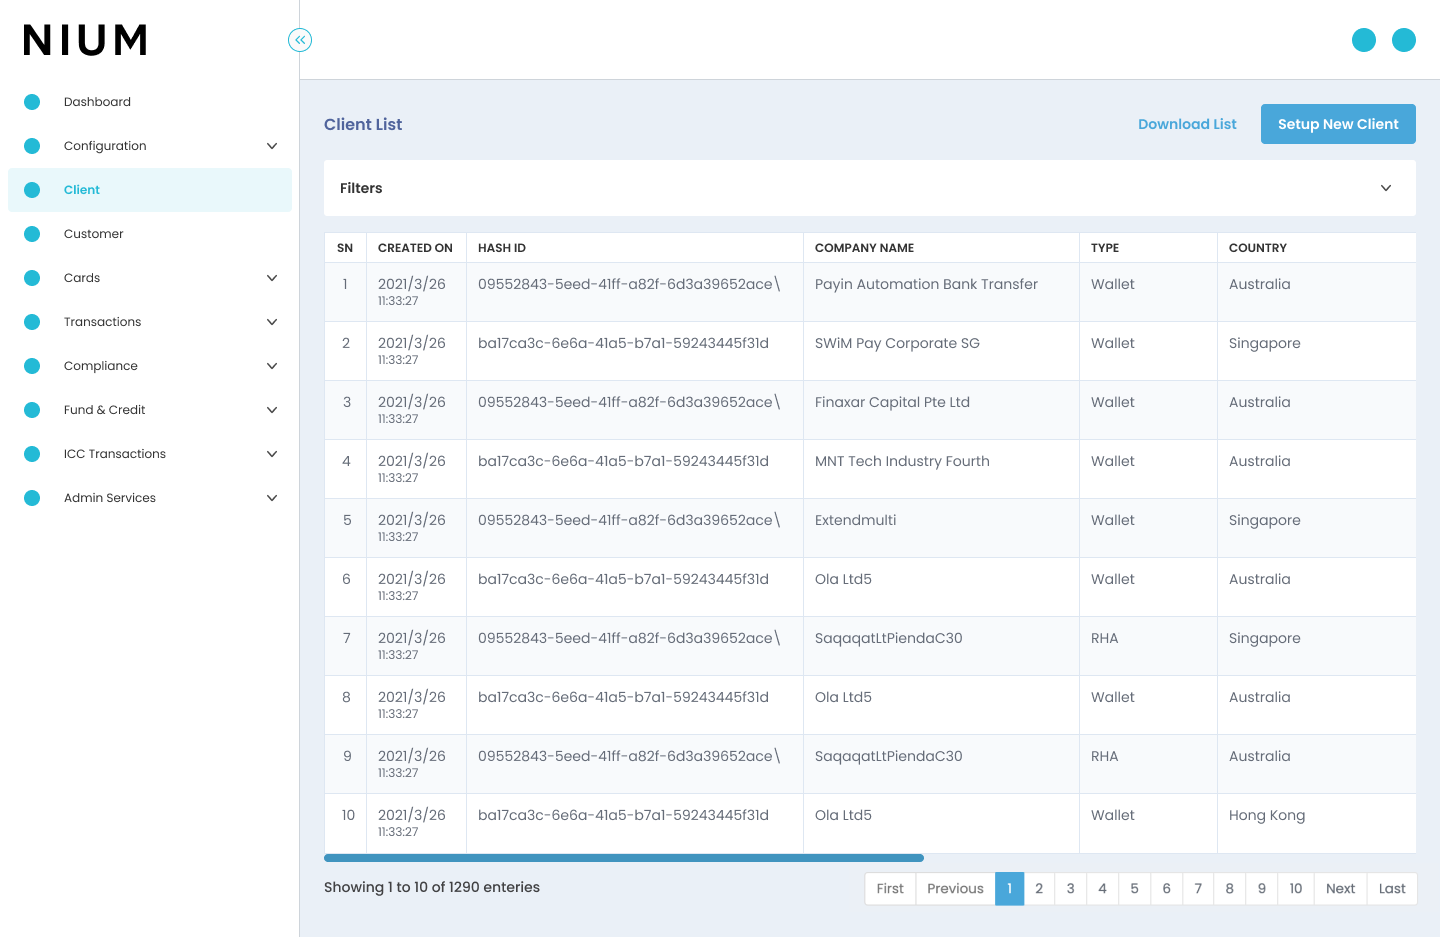 NIUM
Dashboard
Configuration
Client
Customer
Cards
Transactions
Compliance
Fund & Credit
ICC Transactions
Admin Services
Client List
Download List
Setup New Client
Filters
SN CREATED ON HASH ID COMPANY NAME TYPE COUNTRY
1 2021/3/26 09552843-5eed-41ff-a82f-6d3a39652ace\ Payin Automation Bank Transfer Wallet Australia
11:33:27
2 2021/3/26 ba17ca3c-6e6a-41a5-b7a1-59243445f31d SWiM Pay Corporate SG Wallet Singapore
11:33:27
3 2021/3/26 09552843-5eed-41ff-a82f-6d3a39652ace\ Finaxar Capital Pte Ltd Wallet Australia
11:33:27
4 2021/3/26 ba17ca3c-6e6a-41a5-b7a1-59243445f31d MNT Tech Industry Fourth Wallet Australia
11:33:27
5 2021/3/26 09552843-5eed-41ff-a82f-6d3a39652ace\ Extendmulti Wallet Singapore
11:33:27
6 2021/3/26 ba17ca3c-6e6a-41a5-b7a1-59243445f31d Ola Ltd5 Wallet Australia
11:33:27
7 2021/3/26 09552843-5eed-41ff-a82f-6d3a39652ace\ SaqaqatLtPiendaC30 RHA Singapore
11:33:27
8 2021/3/26 ba17ca3c-6e6a-41a5-b7a1-59243445f31d Ola Ltd5 Wallet Australia
11:33:27
9 2021/3/26 09552843-5eed-41ff-a82f-6d3a39652ace\ SaqaqatLtPiendaC30 RHA Australia
11:33:27
10 2021/3/26 ba17ca3c-6e6a-41a5-b7a1-59243445f31d Ola Ltd5 Wallet Hong Kong
11:33:27
Showing 1 to 10 of 1290 enteries
First Previous 1 2 3 4 5 6 7 8 9 10 Next Last